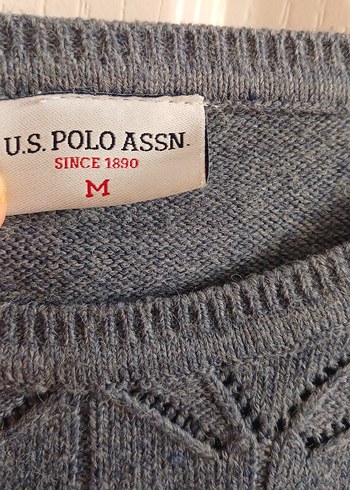 U.S. POLO ASSN.
SINCE 1890
M